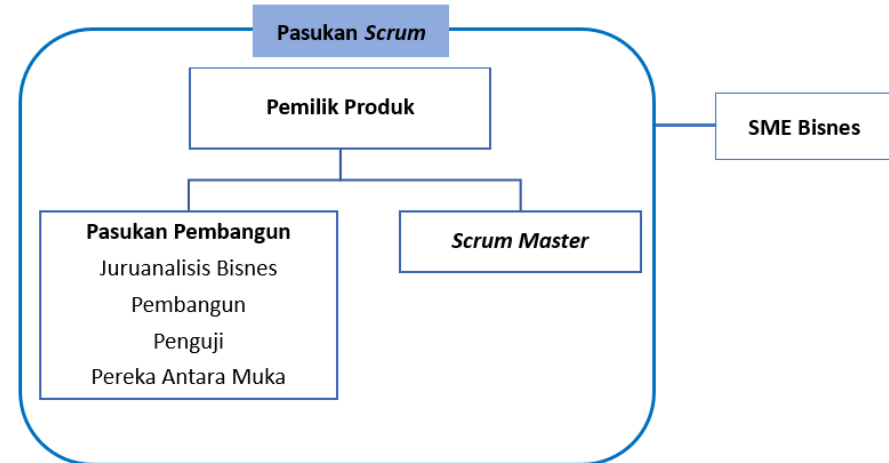 Pasukan Scrum
Pemilik Produk
SME Bisnes
Pasukan Pembangun
Juruanalisis Bisnes
Pembangun
Penguji
Pereka Antara Muka
Scrum Master